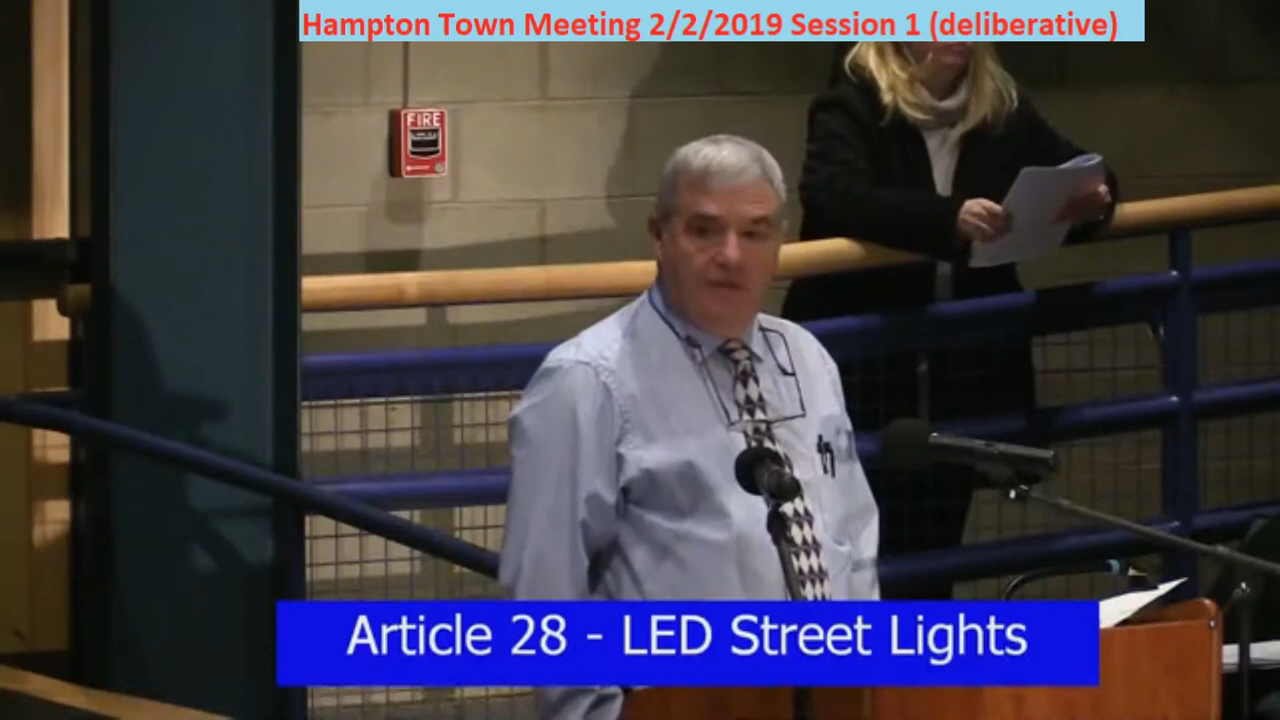 Hampton Town Meeting 2/2/2019 Session 1 (deliberative)
FIRE
Article 28 - LED Street Lights